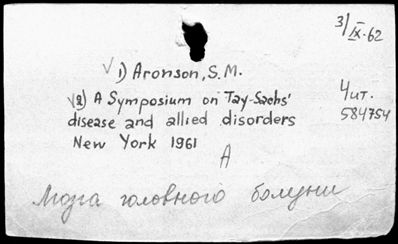 3/IX-62
√ 1) Aronson, S. M.
√ 2) A Symposium on Tay-Sachs'
disease and allied disorders
New York 1961
Чит.
584754
А
Мозга головного болезни